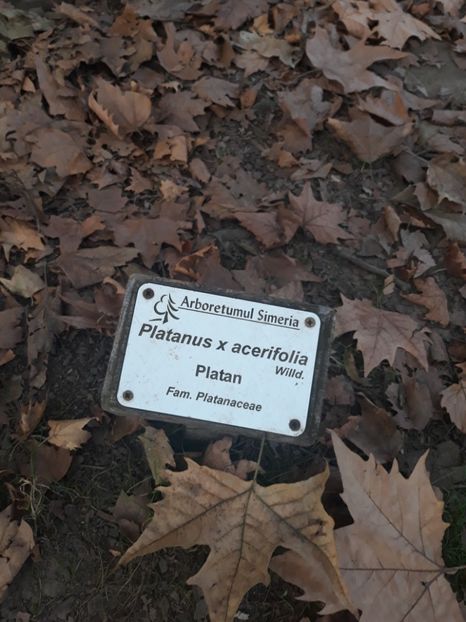 Arboretumul Simeria
Platanus x acerifolia
Willd.
Platan
Fam. Platanaceae